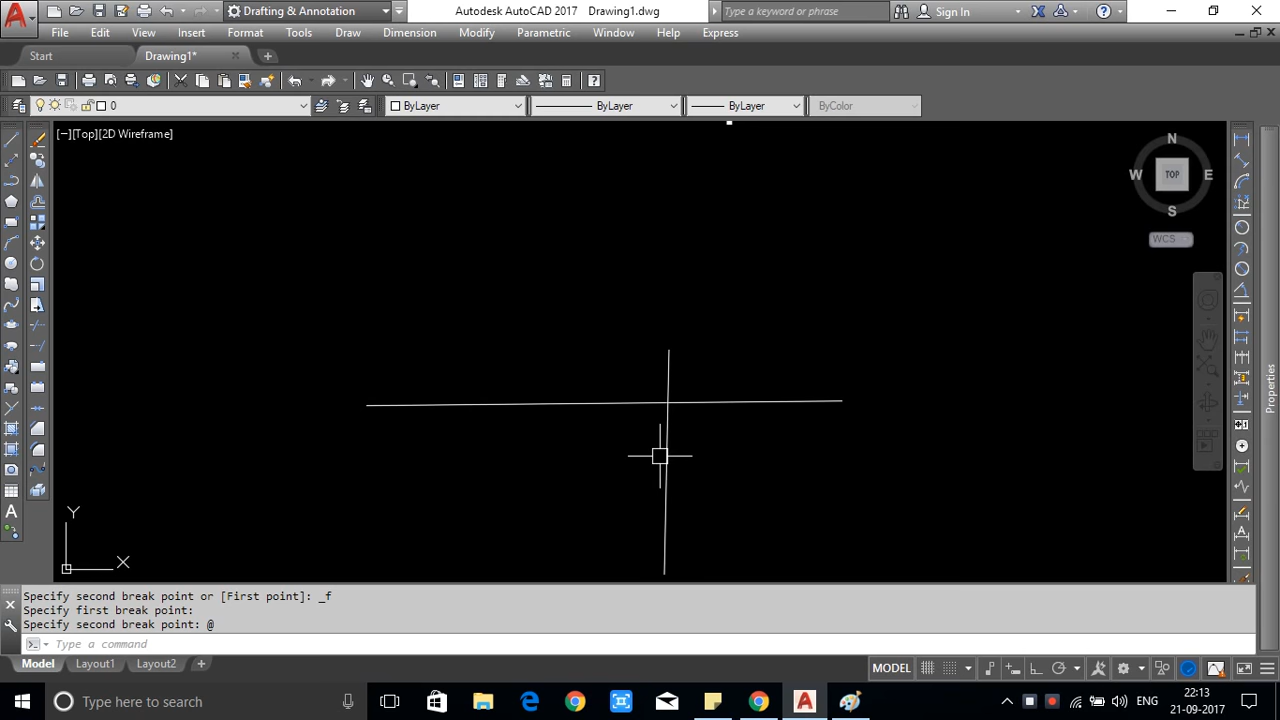 Drafting & Annotation
Autodesk AutoCAD 2017 Drawing1.dwg
Type a keyword or phrase
Sign In
File Edit View Insert Format Tools Draw Dimension Modify Parametric Window Help Express
Start Drawing1*
0 ByLayer ByLayer ByLayer ByColor
[−][Top][2D Wireframe]
N
W TOP E
S
WCS
Properties
Y
X
Specify second break point or [First point]: _f
Specify first break point:
Specify second break point: @
Type a command
Model Layout1 Layout2 +
MODEL
Type here to search
ENG
22:13
21-09-2017